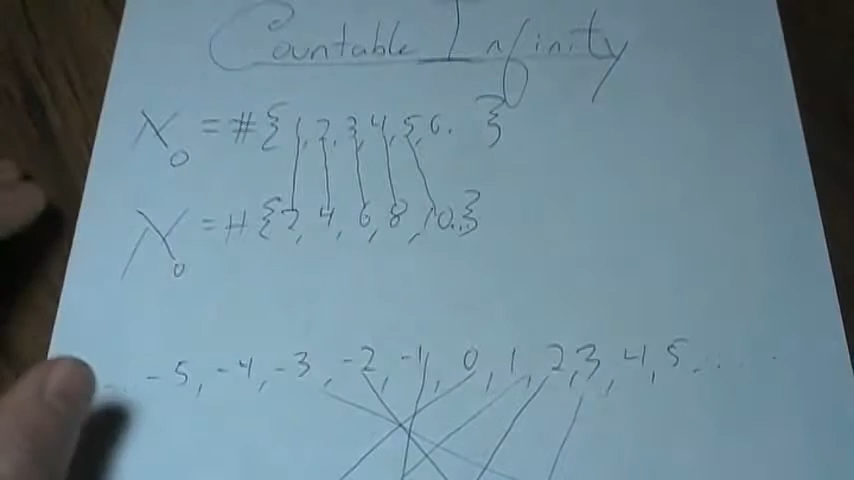 Countable Infinity
ℵ₀ = #{1, 2, 3, 4, 5, 6. }
ℵ₀ = #{2, 4, 6, 8, 10...}
... -5, -4, -3, -2, -1, 0, 1, 2, 3, 4, 5......